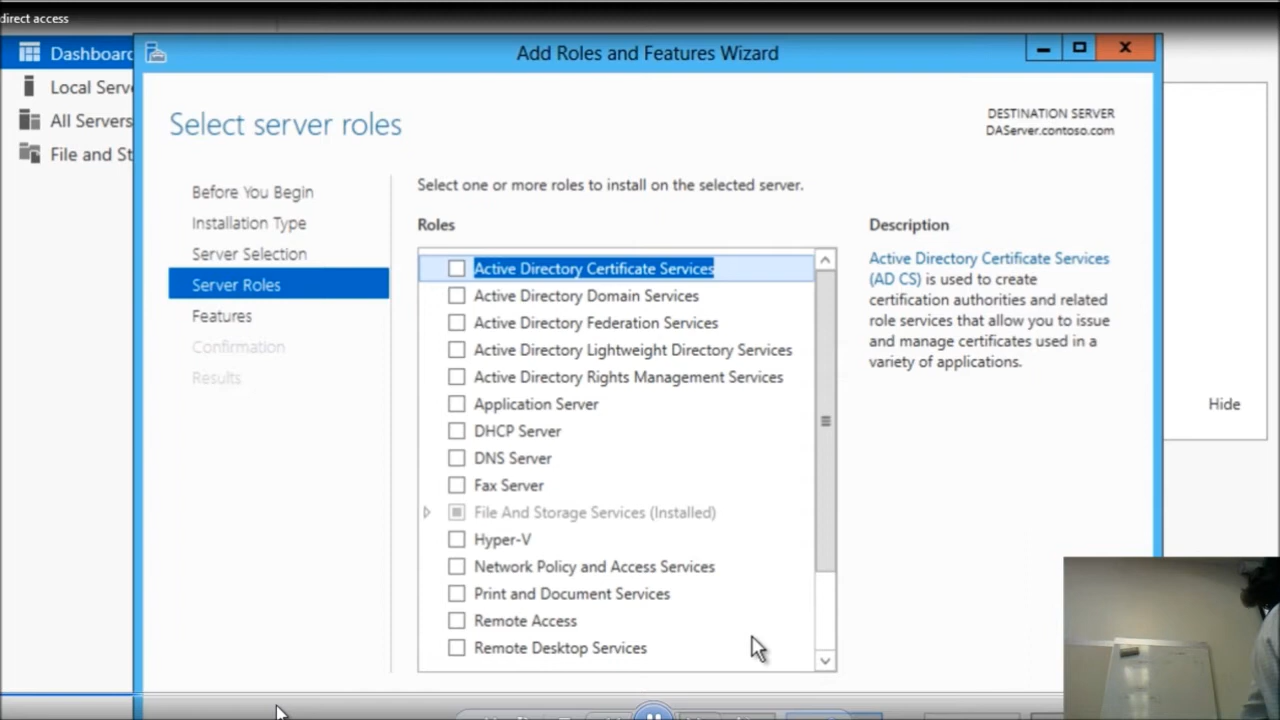 direct access
Dashboard
Add Roles and Features Wizard
Local Serv
All Servers
File and St
Select server roles
DESTINATION SERVER
DAServer.contoso.com
Before You Begin
Installation Type
Server Selection
Server Roles
Features
Confirmation
Results
Select one or more roles to install on the selected server.
Roles
Active Directory Certificate Services
Active Directory Domain Services
Active Directory Federation Services
Active Directory Lightweight Directory Services
Active Directory Rights Management Services
Application Server
DHCP Server
DNS Server
Fax Server
File And Storage Services (Installed)
Hyper-V
Network Policy and Access Services
Print and Document Services
Remote Access
Remote Desktop Services
Description
Active Directory Certificate Services
(AD CS) is used to create
certification authorities and related
role services that allow you to issue
and manage certificates used in a
variety of applications.
Hide